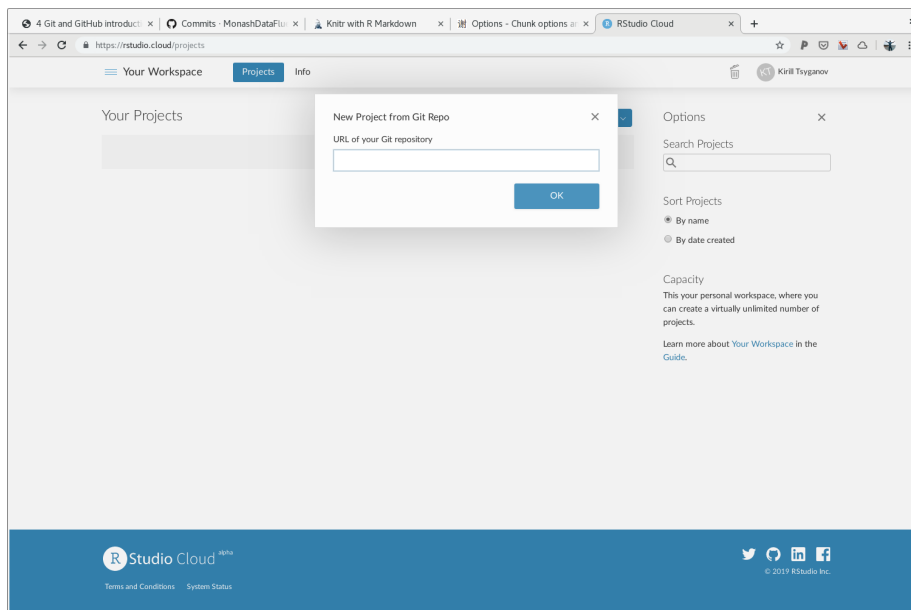 4 Git and GitHub introducti
Commits · MonashDataFlu
Knitr with R Markdown
谢 Options - Chunk options an
RStudio Cloud
https://rstudio.cloud/projects
Your Workspace
Projects
Info
KT
Kirill Tsyganov
Your Projects
New Project from Git Repo
URL of your Git repository
OK
Options
Search Projects
Sort Projects
By name
By date created
Capacity
This your personal workspace, where you
can create a virtually unlimited number of
projects.
Learn more about Your Workspace in the
Guide.
R Studio Cloud alpha
Terms and Conditions
System Status
© 2019 RStudio Inc.